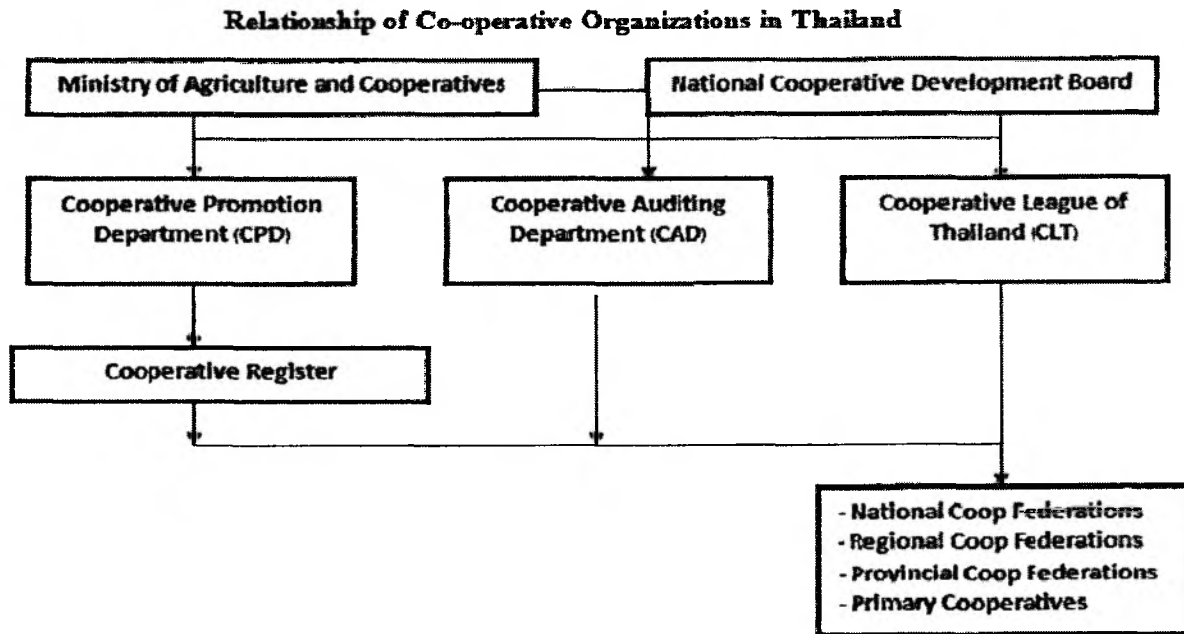 Relationship of Co-operative Organizations in Thailand
Ministry of Agriculture and Cooperatives
National Cooperative Development Board
Cooperative Promotion
Department (CPD)
Cooperative Auditing
Department (CAD)
Cooperative League of
Thailand (CLT)
Cooperative Register
- National Coop Federations
- Regional Coop Federations
- Provincial Coop Federations
- Primary Cooperatives